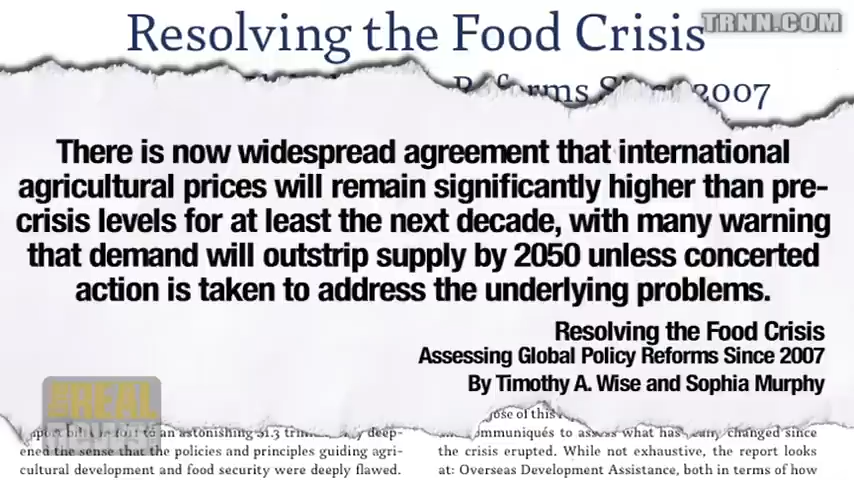 Resolving the Food Crisis
TRNN.COM
Reforms Since 2007
There is now widespread agreement that international
agricultural prices will remain significantly higher than pre-
crisis levels for at least the next decade, with many warning
that demand will outstrip supply by 2050 unless concerted
action is taken to address the underlying problems.
Resolving the Food Crisis
Assessing Global Policy Reforms Since 2007
By Timothy A. Wise and Sophia Murphy
THE REAL
to an astonishing $1.3 deep-
ened the sense that the policies and principles guiding agri-
cultural development and food security were deeply flawed.
of this
communiqués to assess what has changed since
the crisis erupted. While not exhaustive, the report looks
at: Overseas Development Assistance, both in terms of how